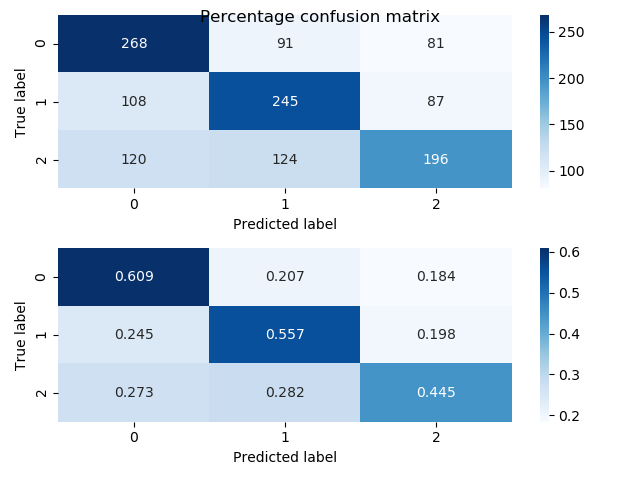 Percentage confusion matrix
True label
0 268 91 81
1 108 245 87
2 120 124 196
0 1 2
Predicted label
250
200
150
100
True label
0 0.609 0.207 0.184
1 0.245 0.557 0.198
2 0.273 0.282 0.445
0 1 2
Predicted label
0.6
0.5
0.4
0.3
0.2